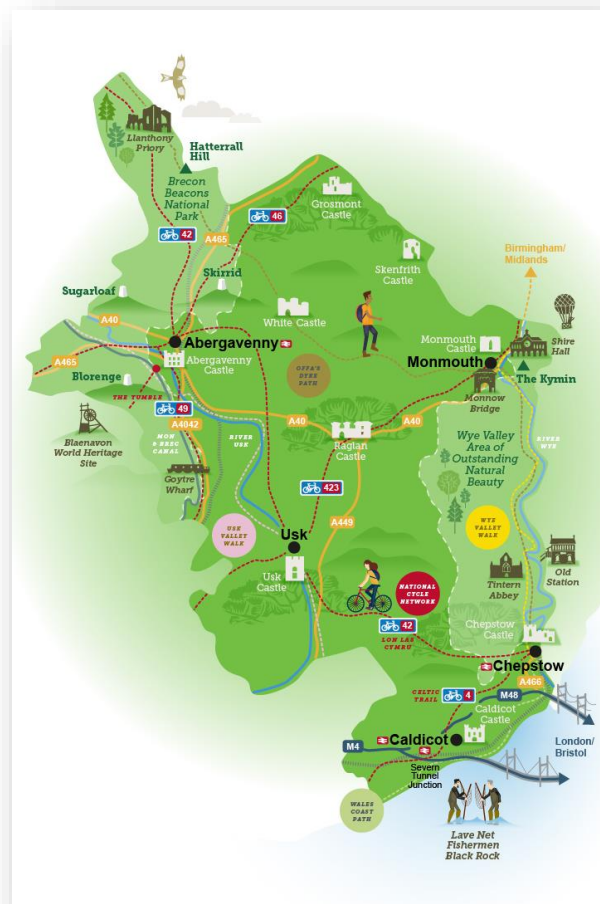 Llanthony
Priory
Hatterrall
Hill
Brecon
Beacons
National
Park
42
46
A465
Grosmont
Castle
Skenfrith
Castle
Birmingham/
Midlands
Skirrid
Sugarloaf
A40
White Castle
Shire
Hall
Monmouth
Castle
Abergavenny
Abergavenny
Castle
Monmouth
The Kymin
A465
Blorenge
OFFA'S
DYKE
PATH
Monnow
Bridge
THE TUMBLE
49
A4042
Blaenavon
World Heritage
Site
MON
& BREC
CANAL
RIVER
USK
A40
Raglan
Castle
A40
Wye Valley
Area of
Outstanding
Natural
Beauty
RIVER
WYE
Goytre
Wharf
423
USK
VALLEY
WALK
A449
WYE
VALLEY
WALK
Usk
Usk
Castle
Old
Station
Tintern
Abbey
NATIONAL
CYCLE
NETWORK
42
LON LAS
CYMRU
Chepstow
Castle
Chepstow
A466
CELTIC
TRAIL
4
M48
Caldicot
Castle
M4
Caldicot
London/
Bristol
Severn
Tunnel
Junction
WALES
COAST
PATH
Lave Net
Fishermen
Black Rock